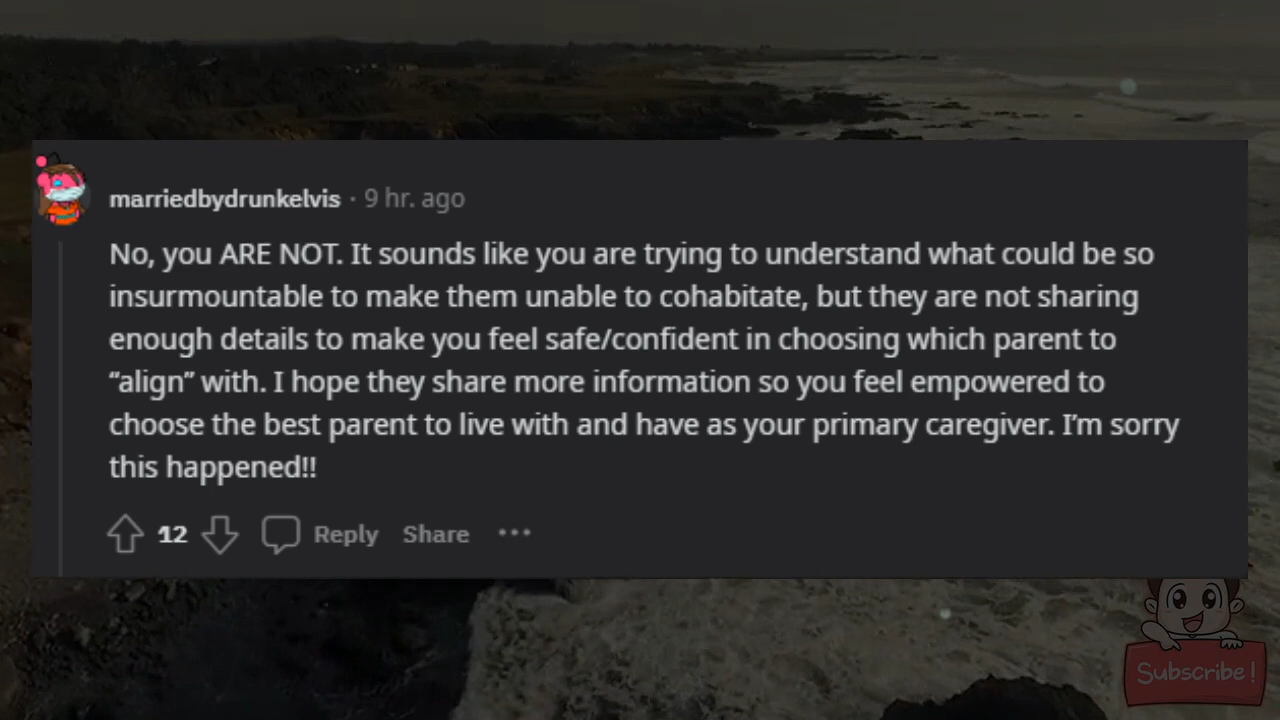 marriedbydrunkelvis · 9 hr. ago
No, you ARE NOT. It sounds like you are trying to understand what could be so
insurmountable to make them unable to cohabitate, but they are not sharing
enough details to make you feel safe/confident in choosing which parent to
“align” with. I hope they share more information so you feel empowered to
choose the best parent to live with and have as your primary caregiver. I’m sorry
this happened!!
12 Reply Share ···
Subscribe!